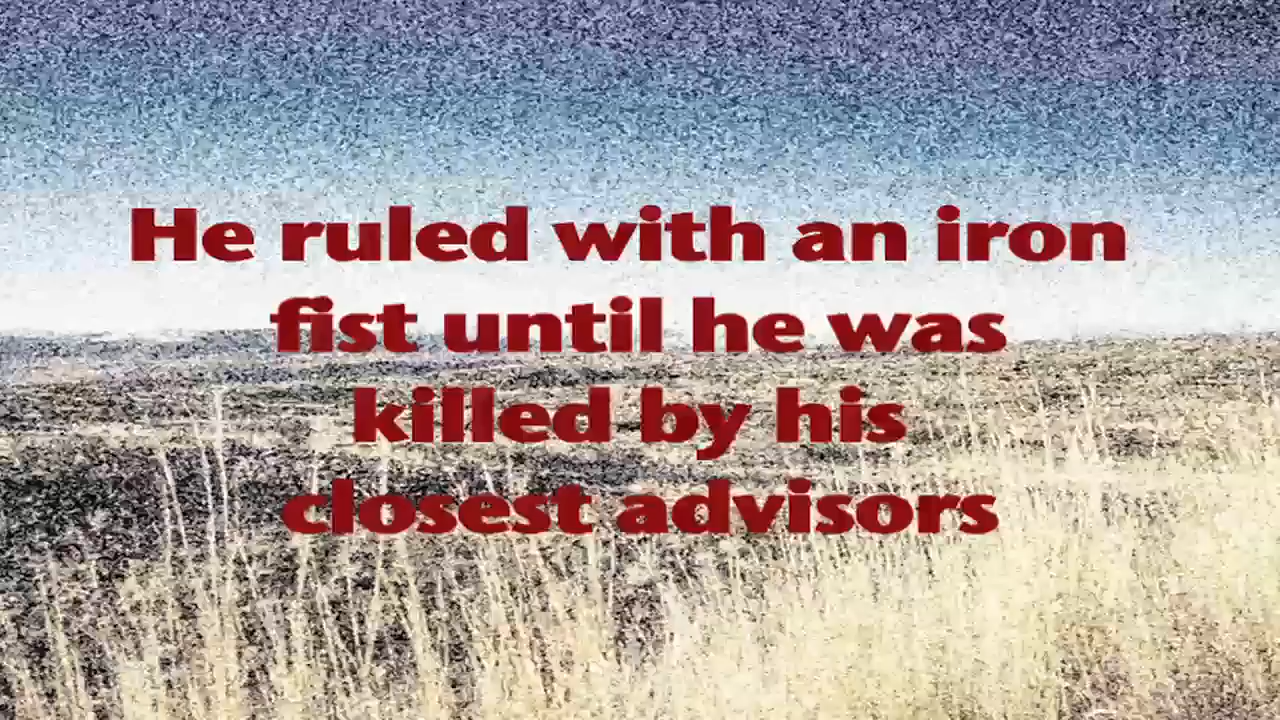 He ruled with an iron
fist until he was
killed by his
closest advisors